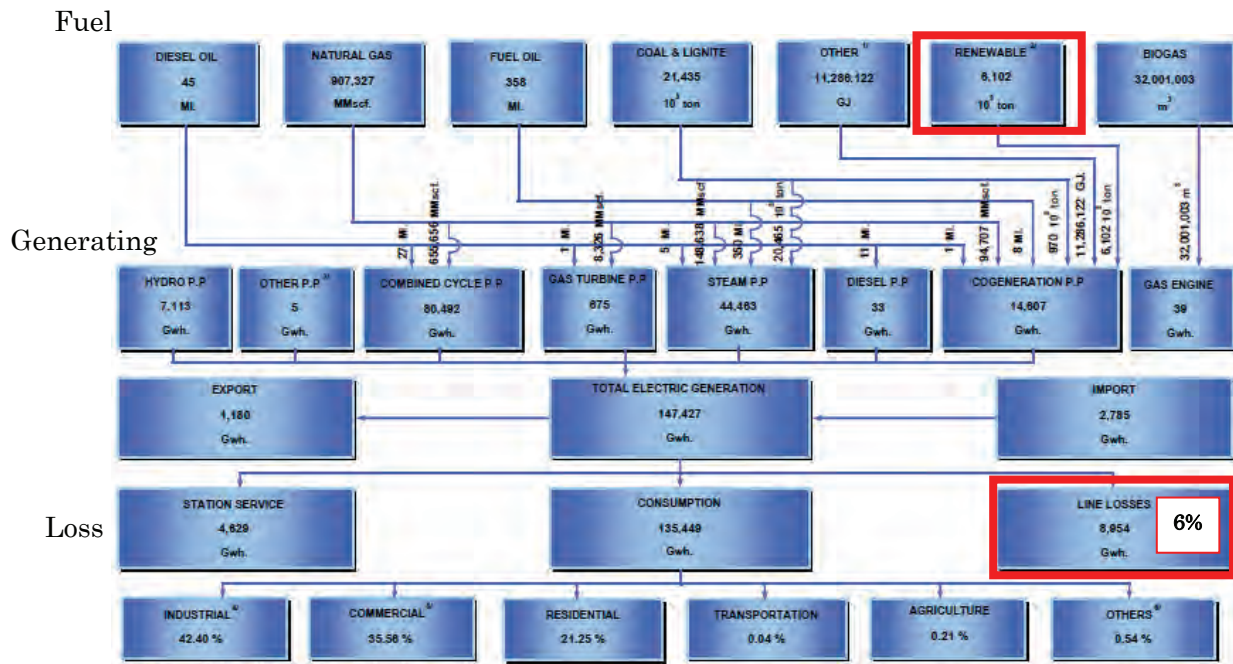 Fuel
DIESEL OIL
45
Ml.
NATURAL GAS
907,327
MMscf.
FUEL OIL
358
Ml.
COAL & LIGNITE
21,435
10³ ton
OTHER ¹⁾
11,286,122
GJ
RENEWABLE ²⁾
6,102
10³ ton
BIOGAS
32,001,003
m³
27 Ml.
655,656 MMscf.
1 Ml.
8,326 MMscf.
5 Ml.
148,638 MMscf
350 Ml
20,465 10³ ton
11 Ml.
1 Ml.
94,707 MMscf.
8 Ml.
970 10³ ton
11,286,122 GJ.
6,102 10³ ton
32,001,003 m³
Generating
HYDRO P.P
7,113
Gwh.
OTHER P.P ³⁾
5
Gwh.
COMBINED CYCLE P.P
80,492
Gwh.
GAS TURBINE P.P
675
Gwh.
STEAM P.P
44,463
Gwh.
DIESEL P.P
33
Gwh.
COGENERATION P.P
14,607
Gwh.
GAS ENGINE
39
Gwh.
EXPORT
1,180
Gwh.
TOTAL ELECTRIC GENERATION
147,427
Gwh.
IMPORT
2,785
Gwh.
Loss
STATION SERVICE
4,629
Gwh.
CONSUMPTION
135,449
Gwh.
LINE LOSSES
8,954
Gwh.
6%
INDUSTRIAL ⁴⁾
42.40 %
COMMERCIAL ⁵⁾
35.56 %
RESIDENTIAL
21.25 %
TRANSPORTATION
0.04 %
AGRICULTURE
0.21 %
OTHERS ⁶⁾
0.54 %